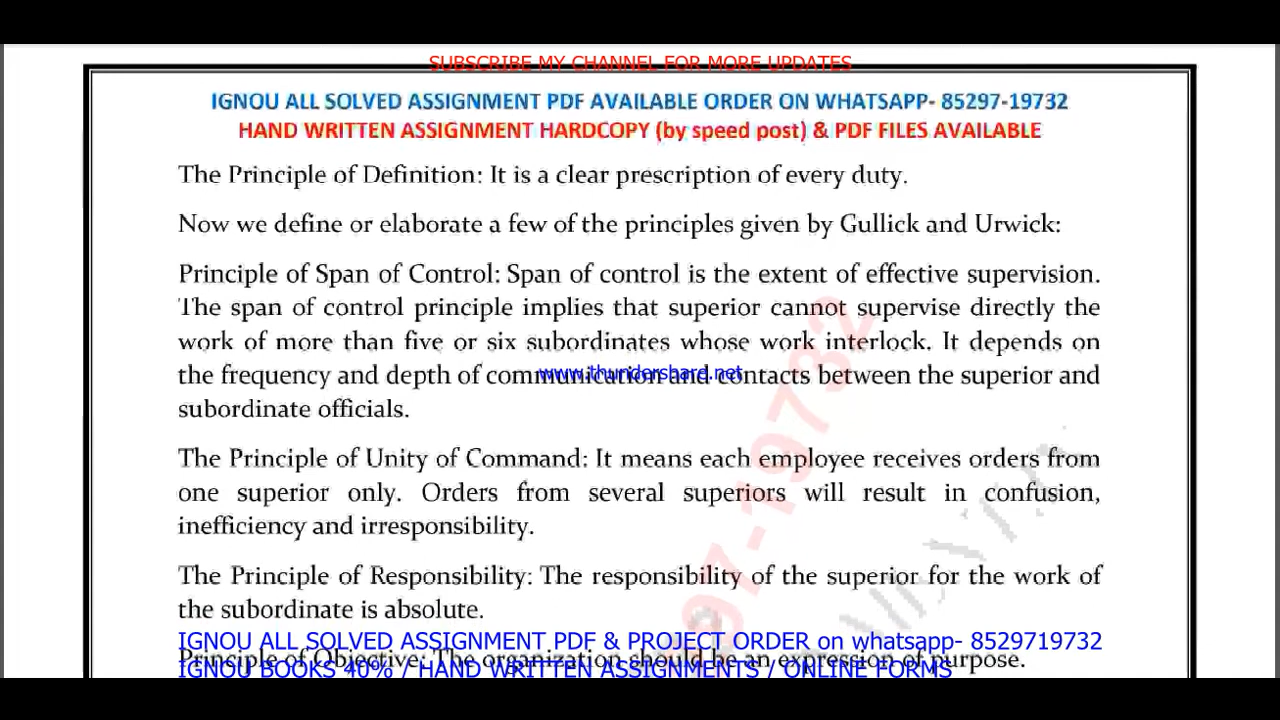 SUBSCRIBE MY CHANNEL FOR MORE UPDATES
IGNOU ALL SOLVED ASSIGNMENT PDF AVAILABLE ORDER ON WHATSAPP- 85297-19732
HAND WRITTEN ASSIGNMENT HARDCOPY (by speed post) & PDF FILES AVAILABLE
The Principle of Definition: It is a clear prescription of every duty.
Now we define or elaborate a few of the principles given by Gullick and Urwick:
Principle of Span of Control: Span of control is the extent of effective supervision.
The span of control principle implies that superior cannot supervise directly the
work of more than five or six subordinates whose work interlock. It depends on
the frequency and depth of communication and contacts between the superior and
www.ithundershare.net
subordinate officials.
The Principle of Unity of Command: It means each employee receives orders from
one superior only. Orders from several superiors will result in confusion,
inefficiency and irresponsibility.
The Principle of Responsibility: The responsibility of the superior for the work of
the subordinate is absolute.
IGNOU ALL SOLVED ASSIGNMENT PDF & PROJECT ORDER on whatsapp- 8529719732
Principle of Objective: The organization should be an expression of purpose.
IGNOU BOOKS 40% / HAND WRITTEN ASSIGNMENTS / ONLINE FORMS
97-19732